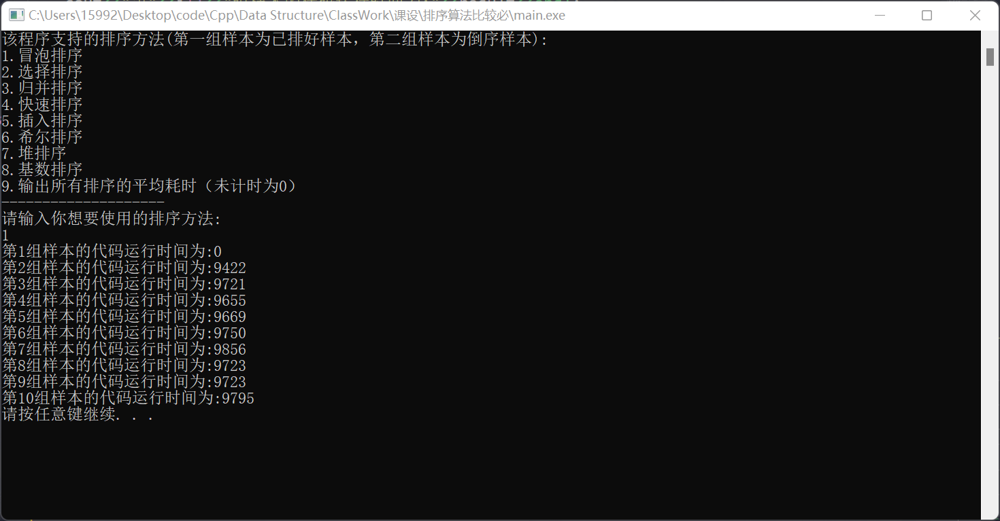 C:\Users\15992\Desktop\code\Cpp\Data Structure\ClassWork\课设\排序算法比较必\main.exe
该程序支持的排序方法(第一组样本为已排好样本，第二组样本为倒序样本):
1.冒泡排序
2.选择排序
3.归并排序
4.快速排序
5.插入排序
6.希尔排序
7.堆排序
8.基数排序
9.输出所有排序的平均耗时（未计时为0）
--------------------
请输入你想要使用的排序方法:
1
第1组样本的代码运行时间为:0
第2组样本的代码运行时间为:9422
第3组样本的代码运行时间为:9721
第4组样本的代码运行时间为:9655
第5组样本的代码运行时间为:9669
第6组样本的代码运行时间为:9750
第7组样本的代码运行时间为:9856
第8组样本的代码运行时间为:9723
第9组样本的代码运行时间为:9723
第10组样本的代码运行时间为:9795
请按任意键继续. . .